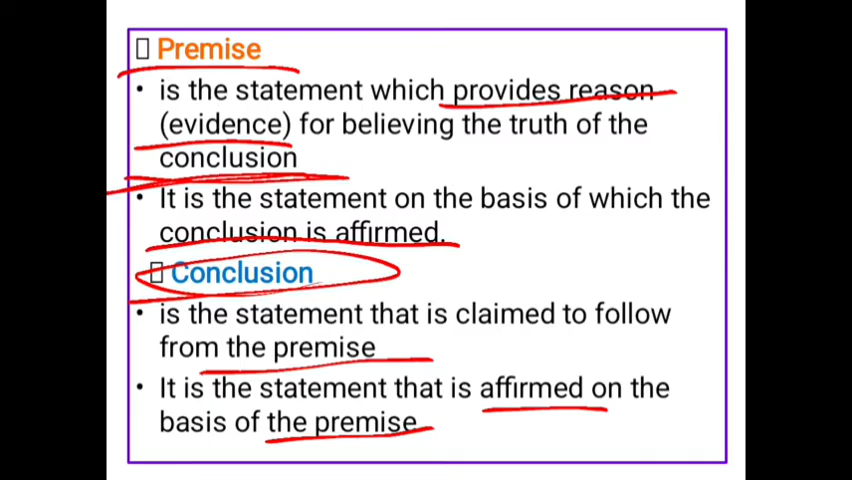 Premise
• is the statement which provides reason
(evidence) for believing the truth of the
conclusion
• It is the statement on the basis of which the
conclusion is affirmed.
Conclusion
• is the statement that is claimed to follow
from the premise
• It is the statement that is affirmed on the
basis of the premise